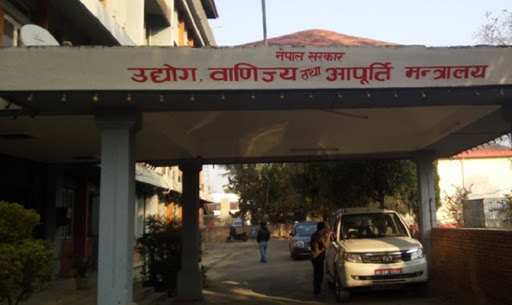 नेपाल सरकार
उद्योग, वाणिज्य तथा आपूर्ति मन्त्रालय